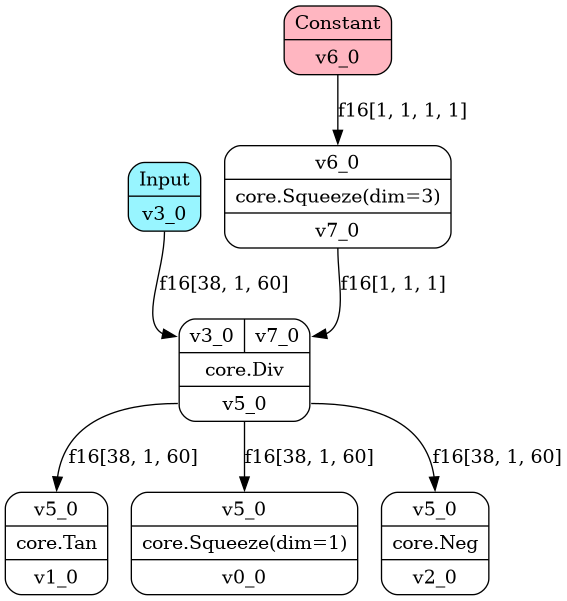 Constant
v6_0
f16[1, 1, 1, 1]
v6_0
core.Squeeze(dim=3)
v7_0
Input
v3_0
f16[38, 1, 60]
f16[1, 1, 1]
v3_0 v7_0
core.Div
v5_0
f16[38, 1, 60]
f16[38, 1, 60]
f16[38, 1, 60]
v5_0
core.Tan
v1_0
v5_0
core.Squeeze(dim=1)
v0_0
v5_0
core.Neg
v2_0